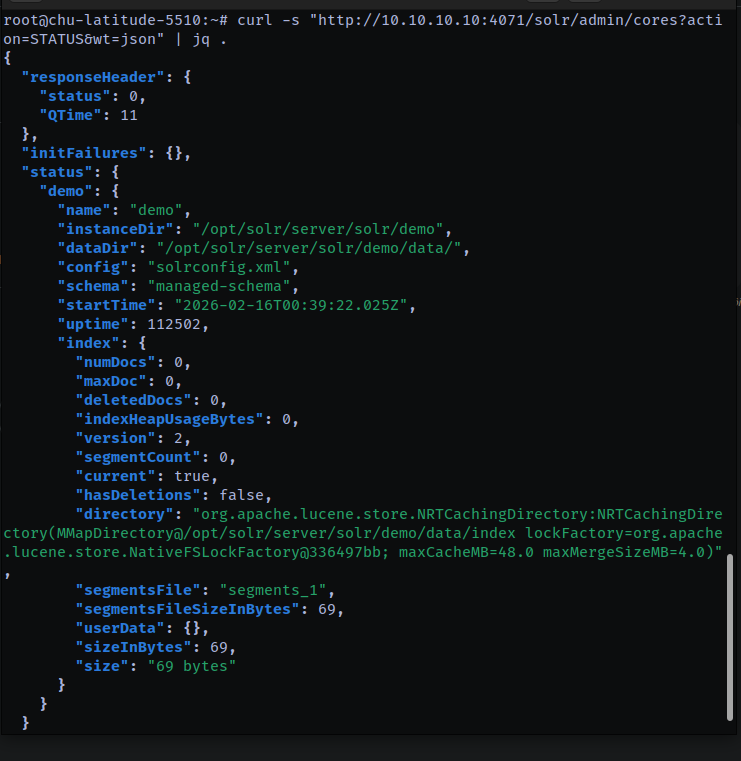 root@chu-latitude-5510:~# curl -s "http://10.10.10.10:4071/solr/admin/cores?acti
on=STATUS&wt=json" | jq .
{
  "responseHeader": {
    "status": 0,
    "QTime": 11
  },
  "initFailures": {},
  "status": {
    "demo": {
      "name": "demo",
      "instanceDir": "/opt/solr/server/solr/demo",
      "dataDir": "/opt/solr/server/solr/demo/data/",
      "config": "solrconfig.xml",
      "schema": "managed-schema",
      "startTime": "2026-02-16T00:39:22.025Z",
      "uptime": 112502,
      "index": {
        "numDocs": 0,
        "maxDoc": 0,
        "deletedDocs": 0,
        "indexHeapUsageBytes": 0,
        "version": 2,
        "segmentCount": 0,
        "current": true,
        "hasDeletions": false,
        "directory": "org.apache.lucene.store.NRTCachingDirectory:NRTCachingDire
ctory(MMapDirectory@/opt/solr/server/solr/demo/data/index lockFactory=org.apache
.lucene.store.NativeFSLockFactory@336497bb; maxCacheMB=48.0 maxMergeSizeMB=4.0)"
,
        "segmentsFile": "segments_1",
        "segmentsFileSizeInBytes": 69,
        "userData": {},
        "sizeInBytes": 69,
        "size": "69 bytes"
      }
    }
  }